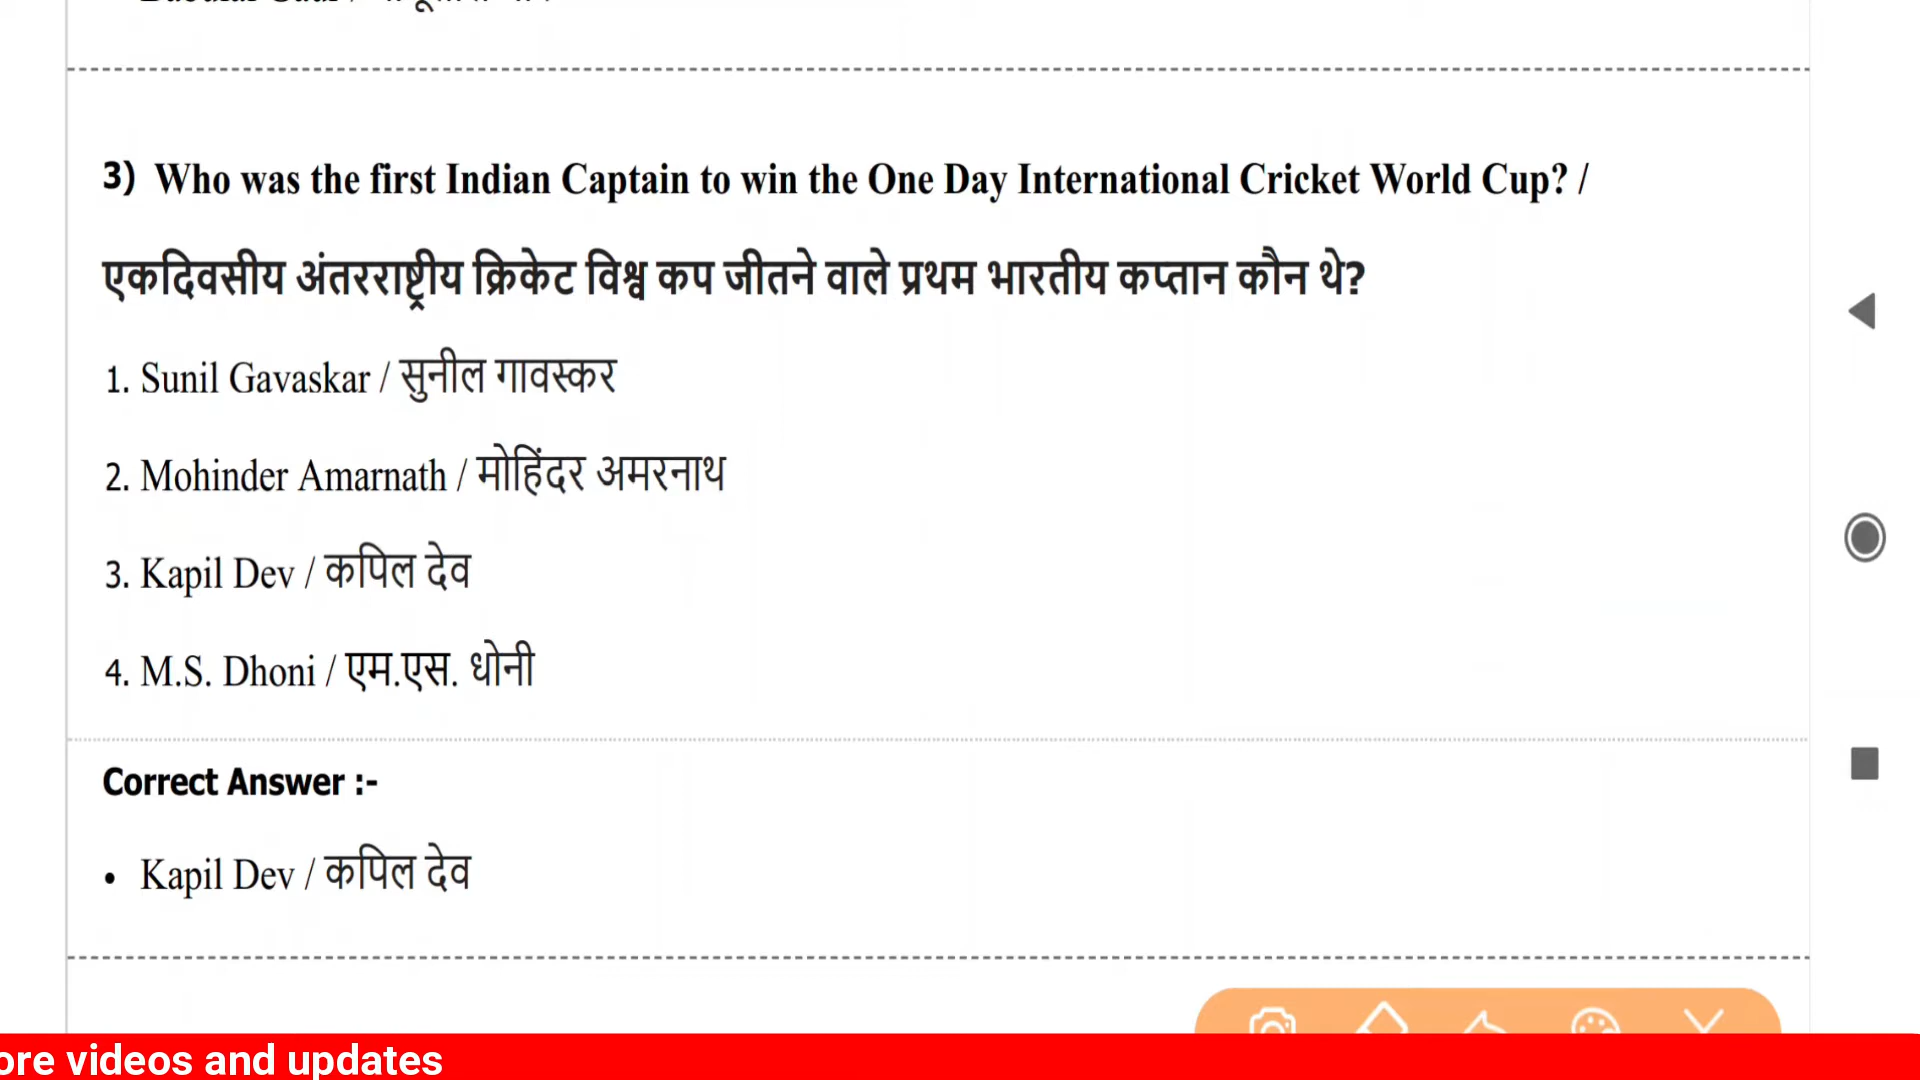 3) Who was the first Indian Captain to win the One Day International Cricket World Cup? /
एकदिवसीय अंतरराष्ट्रीय क्रिकेट विश्व कप जीतने वाले प्रथम भारतीय कप्तान कौन थे?
1. Sunil Gavaskar / सुनील गावस्कर
2. Mohinder Amarnath / मोहिंदर अमरनाथ
3. Kapil Dev / कपिल देव
4. M.S. Dhoni / एम.एस. धोनी
Correct Answer :-
• Kapil Dev / कपिल देव
videos and updates